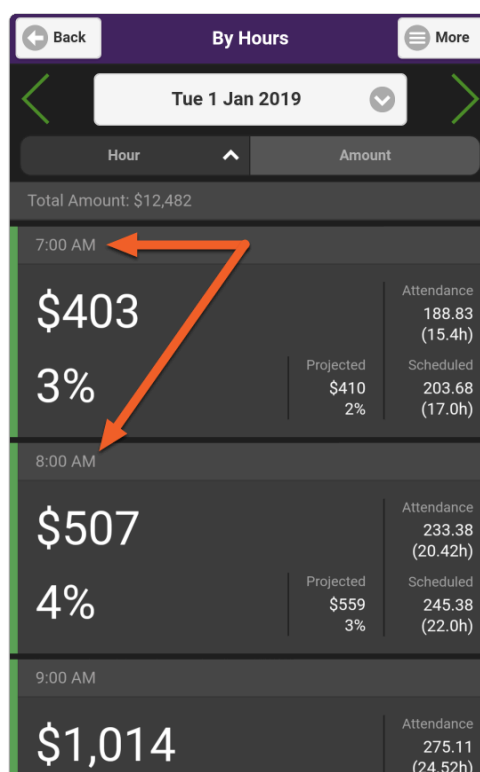 Back
By Hours
More
Tue 1 Jan 2019
Hour
Amount
Total Amount: $12,482
7:00 AM
$403
Attendance
188.83
(15.4h)
3%
Projected
$410
2%
Scheduled
203.68
(17.0h)
8:00 AM
$507
Attendance
233.38
(20.42h)
4%
Projected
$559
3%
Scheduled
245.38
(22.0h)
9:00 AM
$1,014
Attendance
275.11
(24.52h)